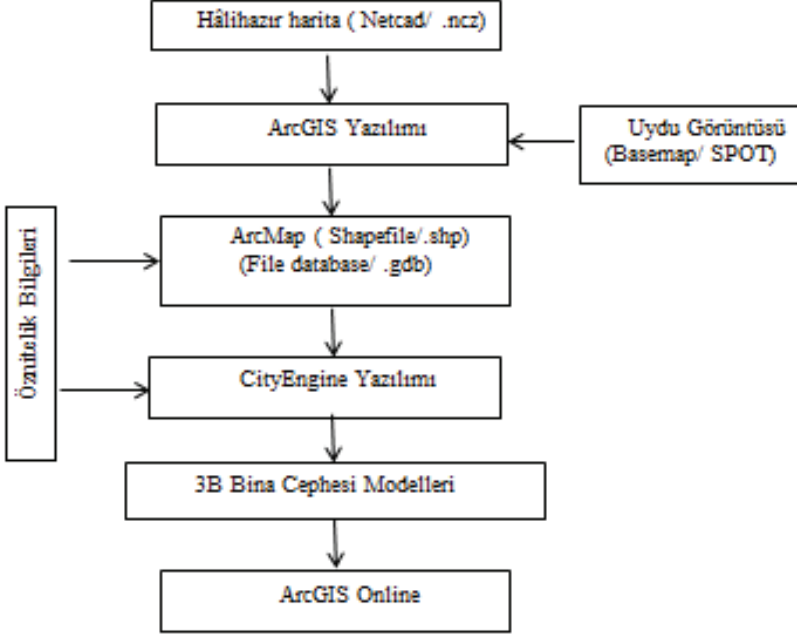 Hâlihazır harita ( Netcad/ .ncz)
ArcGIS Yazılımı
Uydu Görüntüsü
(Basemap/ SPOT)
ArcMap ( Shapefile/.shp)
(File database/ .gdb)
Öznitelik Bilgileri
CityEngine Yazılımı
3B Bina Cephesi Modelleri
ArcGIS Online